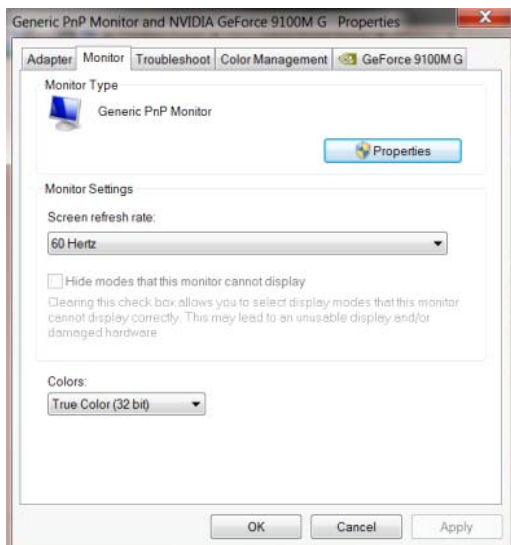 Generic PnP Monitor and NVIDIA GeForce 9100M G Properties
X
Adapter Monitor Troubleshoot Color Management GeForce 9100M G
Monitor Type
Generic PnP Monitor
Properties
Monitor Settings
Screen refresh rate:
60 Hertz
Hide modes that this monitor cannot display
Clearing this check box allows you to select display modes that this monitor
cannot display correctly. This may lead to an unusable display and/or
damaged hardware
Colors:
True Color (32 bit)
OK Cancel Apply